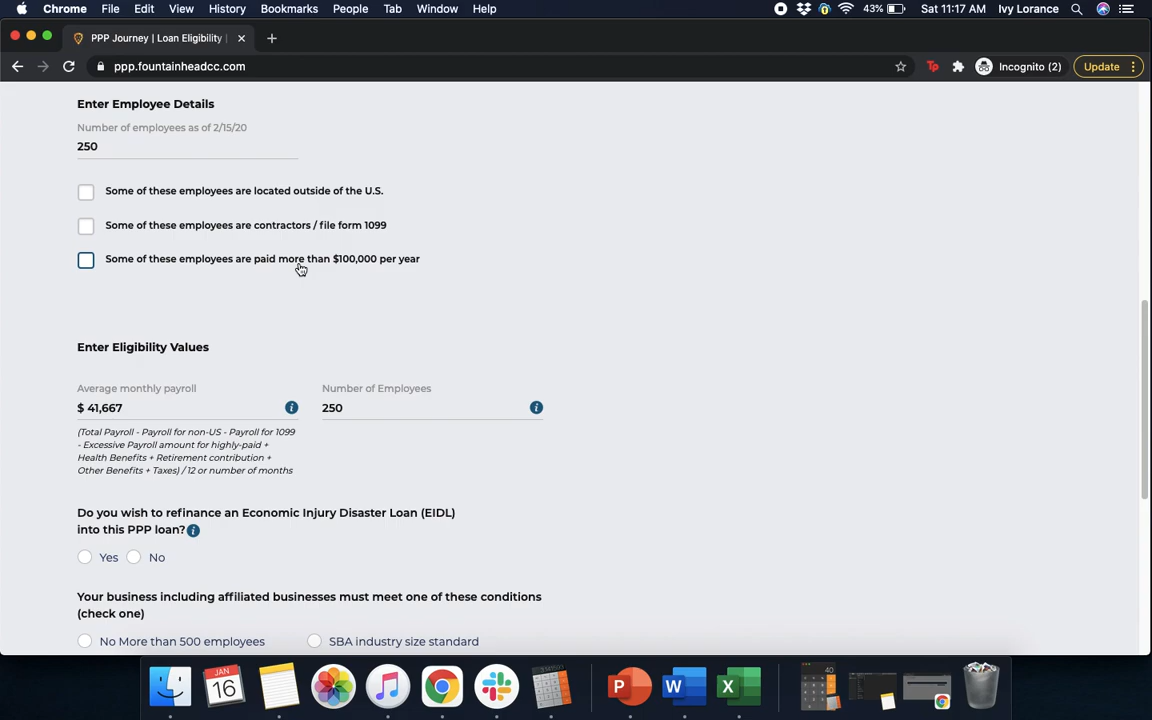 Chrome File Edit View History Bookmarks People Tab Window Help 43% Sat 11:17 AM Ivy Lorance
PPP Journey | Loan Eligibility |
ppp.fountainheadcc.com Incognito (2) Update
Enter Employee Details
Number of employees as of 2/15/20
250
Some of these employees are located outside of the U.S.
Some of these employees are contractors / file form 1099
Some of these employees are paid more than $100,000 per year
Enter Eligibility Values
Average monthly payroll Number of Employees
$ 41,667 250
(Total Payroll - Payroll for non-US - Payroll for 1099
- Excessive Payroll amount for highly-paid +
Health Benefits + Retirement contribution +
Other Benefits + Taxes) / 12 or number of months
Do you wish to refinance an Economic Injury Disaster Loan (EIDL)
into this PPP loan?
Yes No
Your business including affiliated businesses must meet one of these conditions
(check one)
No More than 500 employees SBA industry size standard
JAN
16
P W X
40